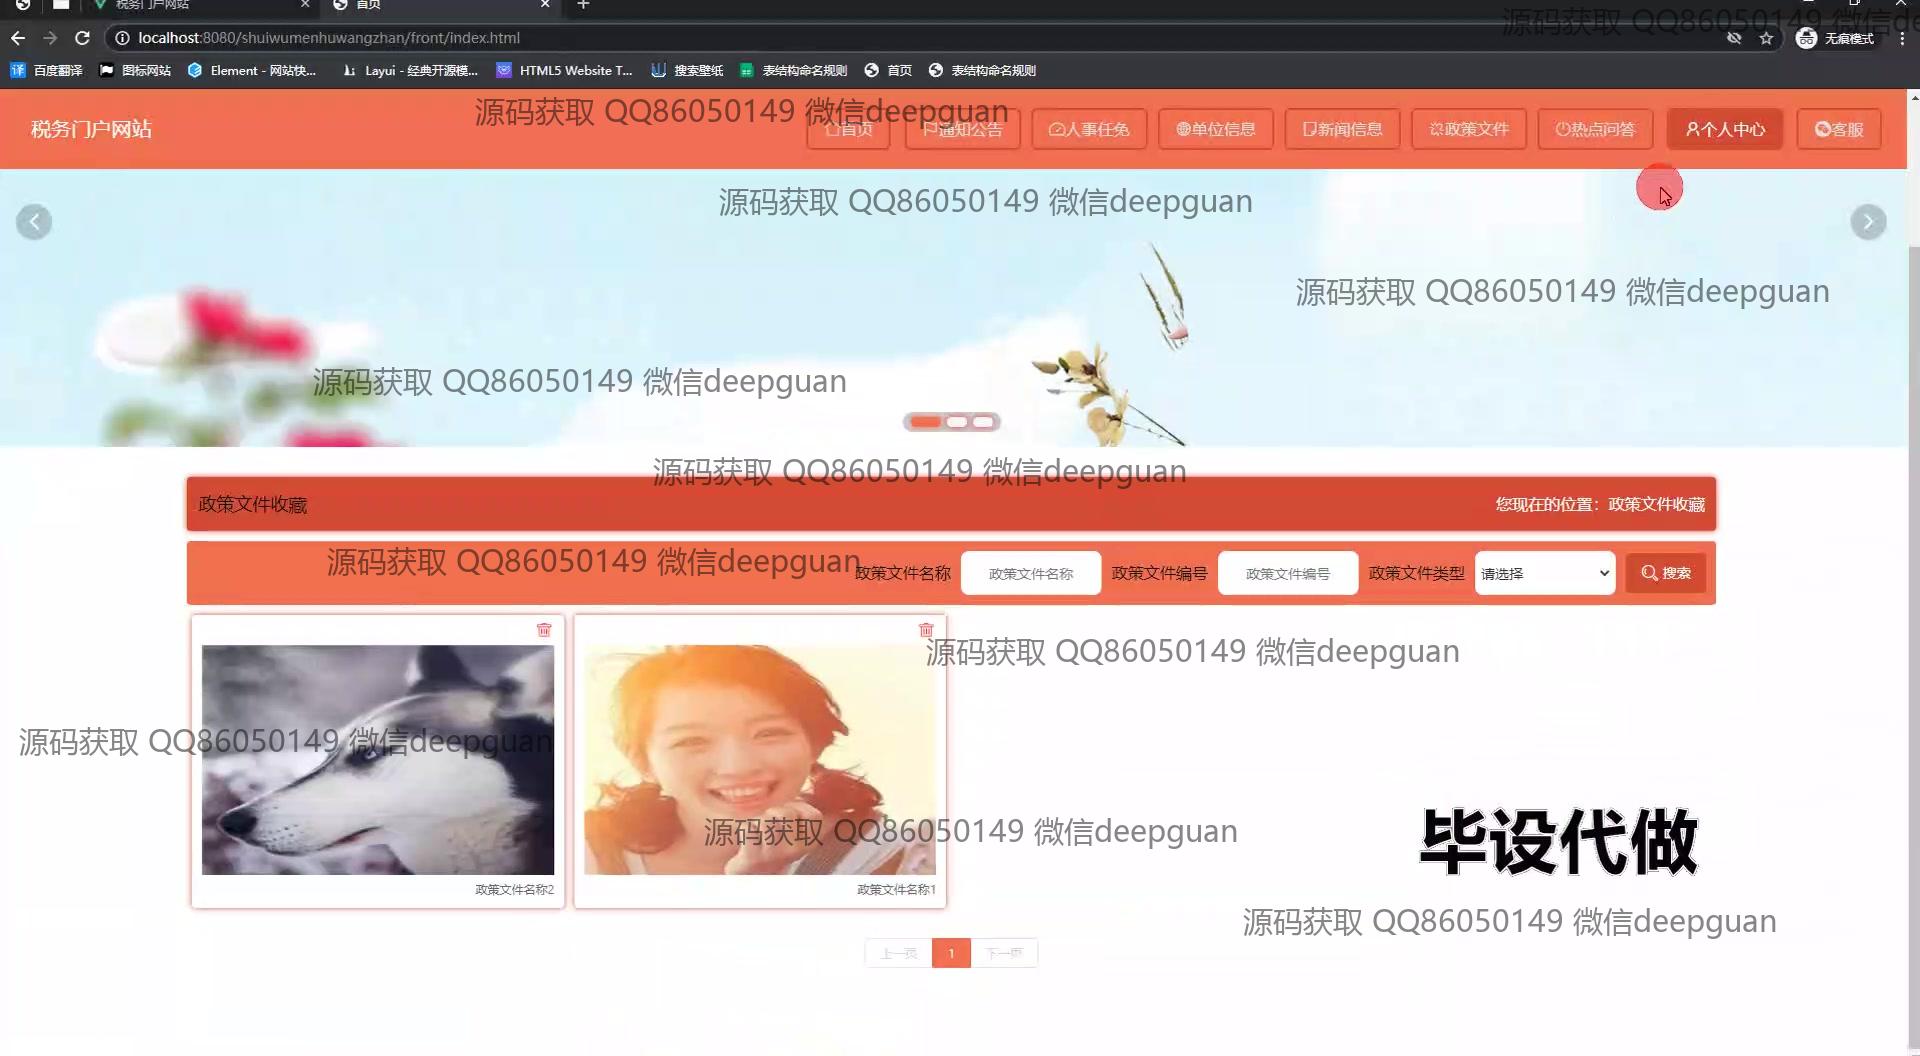 税务门户网站
首页
localhost:8080/shuiwumenhuwangzhan/front/index.html
无痕模式
百度翻译
图标网站
Element - 网站快...
Layui - 经典开源模...
HTML5 Website T...
搜索壁纸
表结构命名规则
首页
表结构命名规则
源码获取 QQ86050149 微信de
税务门户网站
首页
通知公告
人事任免
单位信息
新闻信息
政策文件
热点问答
个人中心
客服
源码获取 QQ86050149 微信deepguan
源码获取 QQ86050149 微信deepguan
源码获取 QQ86050149 微信deepguan
源码获取 QQ86050149 微信deepguan
源码获取 QQ86050149 微信deepguan
政策文件收藏
您现在的位置：政策文件收藏
源码获取 QQ86050149 微信deepguan
政策文件名称
政策文件名称
政策文件编号
政策文件编号
政策文件类型
请选择
搜索
源码获取 QQ86050149 微信deepguan
源码获取 QQ86050149 微信deepguan
源码获取 QQ86050149 微信deepguan
毕设代做
政策文件名称2
政策文件名称1
源码获取 QQ86050149 微信deepguan
上一页
1
下一页